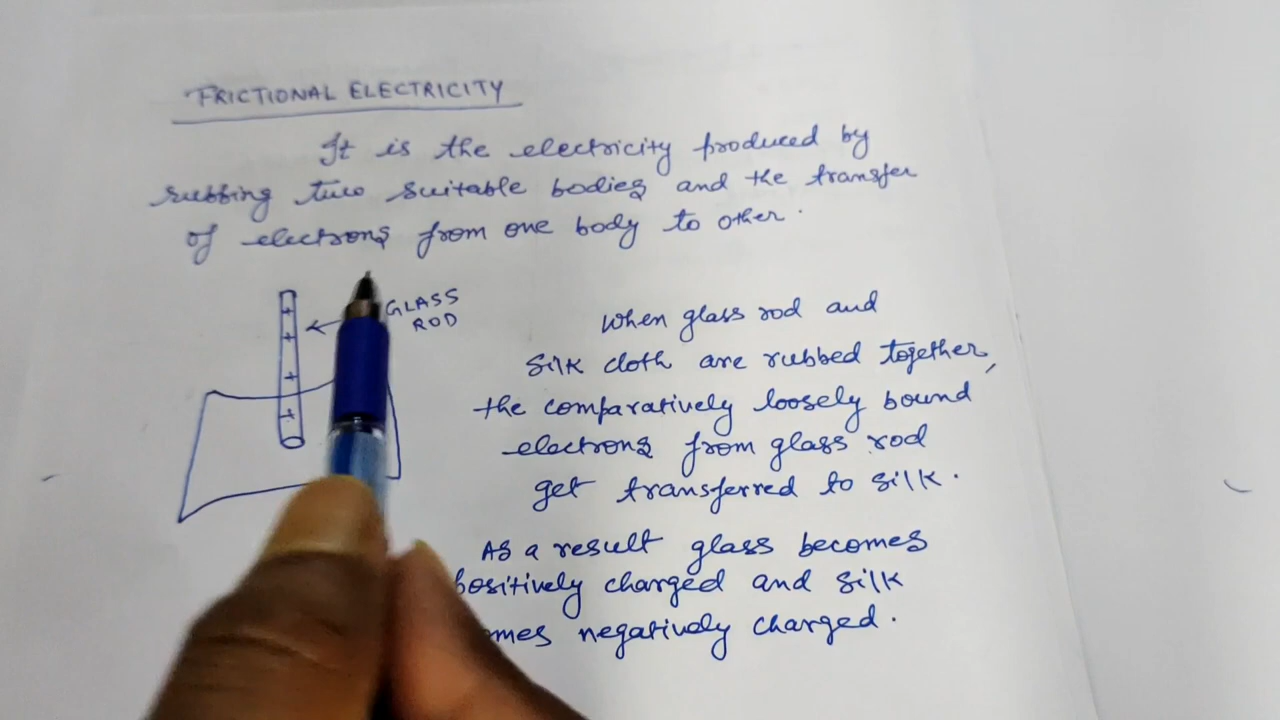 FRICTIONAL ELECTRICITY
It is the electricity produced by
rubbing two suitable bodies and the transfer
of electrons from one body to other.
GLASS
ROD
When glass rod and
Silk cloth are rubbed together,
the comparatively loosely bound
electrons from glass rod
get transferred to silk.
As a result glass becomes
positively charged and silk
negatively charged.